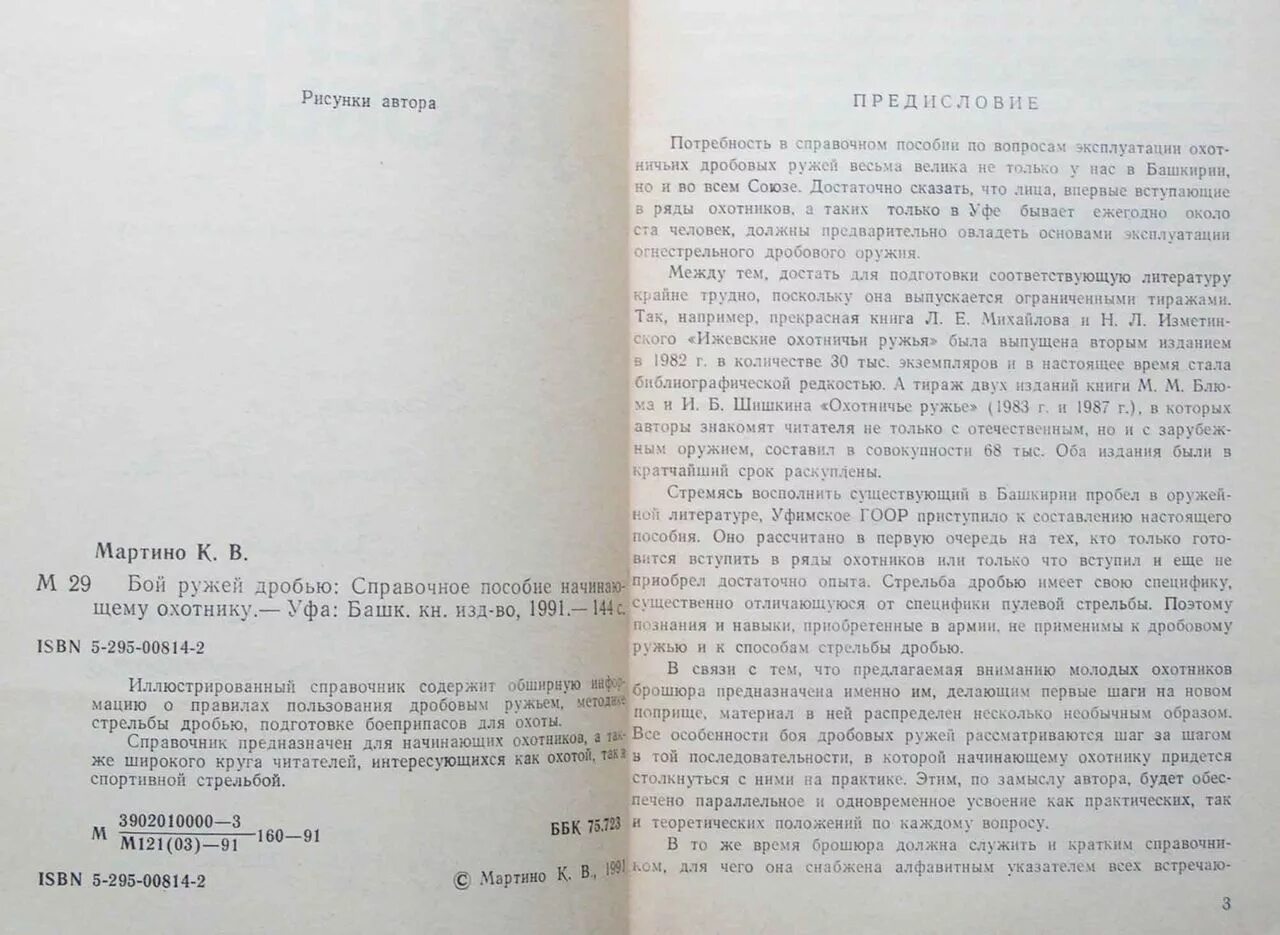 Рисунки автора
Мартино К. В.
М 29 Бой ружей дробью: Справочное пособие начинаю-
щему охотнику.— Уфа: Башк. кн. изд-во, 1991.— 144 с.
ISBN 5-295-00814-2
Иллюстрированный справочник содержит обширную инфор-
мацию о правилах пользования дробовым ружьем, методике
стрельбы дробью, подготовке боеприпасов для охоты.
Справочник предназначен для начинающих охотников, а так-
же широкого круга читателей, интересующихся как охотой, так и
спортивной стрельбой.
3902010000—3
М ————— 160—91
М121(03)—91
ББК 75.723
ISBN 5-295-00814-2
© Мартино К. В., 1991
ПРЕДИСЛОВИЕ
Потребность в справочном пособии по вопросам эксплуатации охот-
ничьих дробовых ружей весьма велика не только у нас в Башкирии,
но и во всем Союзе. Достаточно сказать, что лица, впервые вступающие
в ряды охотников, а таких только в Уфе бывает ежегодно около
ста человек, должны предварительно овладеть основами эксплуатации
огнестрельного дробового оружия.
Между тем, достать для подготовки соответствующую литературу
крайне трудно, поскольку она выпускается ограниченными тиражами.
Так, например, прекрасная книга Л. Е. Михайлова и Н. Л. Изметин-
ского «Ижевские охотничьи ружья» была выпущена вторым изданием
в 1982 г. в количестве 30 тыс. экземпляров и в настоящее время стала
библиографической редкостью. А тираж двух изданий книги М. М. Блю-
ма и И. Б. Шишкина «Охотничье ружье» (1983 г. и 1987 г.), в которых
авторы знакомят читателя не только с отечественным, но и с зарубеж-
ным оружием, составил в совокупности 68 тыс. Оба издания были в
кратчайший срок раскуплены.
Стремясь восполнить существующий в Башкирии пробел в оружей-
ной литературе, Уфимское ГООР приступило к составлению настоящего
пособия. Оно рассчитано в первую очередь на тех, кто только гото-
вится вступить в ряды охотников или только что вступил и еще не
приобрел достаточно опыта. Стрельба дробью имеет свою специфику,
существенно отличающуюся от специфики пулевой стрельбы. Поэтому
познания и навыки, приобретенные в армии, не применимы к дробовому
ружью и к способам стрельбы дробью.
В связи с тем, что предлагаемая вниманию молодых охотников
брошюра предназначена именно им, делающим первые шаги на новом
поприще, материал в ней распределен несколько необычным образом.
Все особенности боя дробовых ружей рассматриваются шаг за шагом
в той последовательности, в которой начинающему охотнику придется
столкнуться с ними на практике. Этим, по замыслу автора, будет обес-
печено параллельное и одновременное усвоение как практических, так
и теоретических положений по каждому вопросу.
В то же время брошюра должна служить и кратким справочни-
ком, для чего она снабжена алфавитным указателем всех встречаю-
3